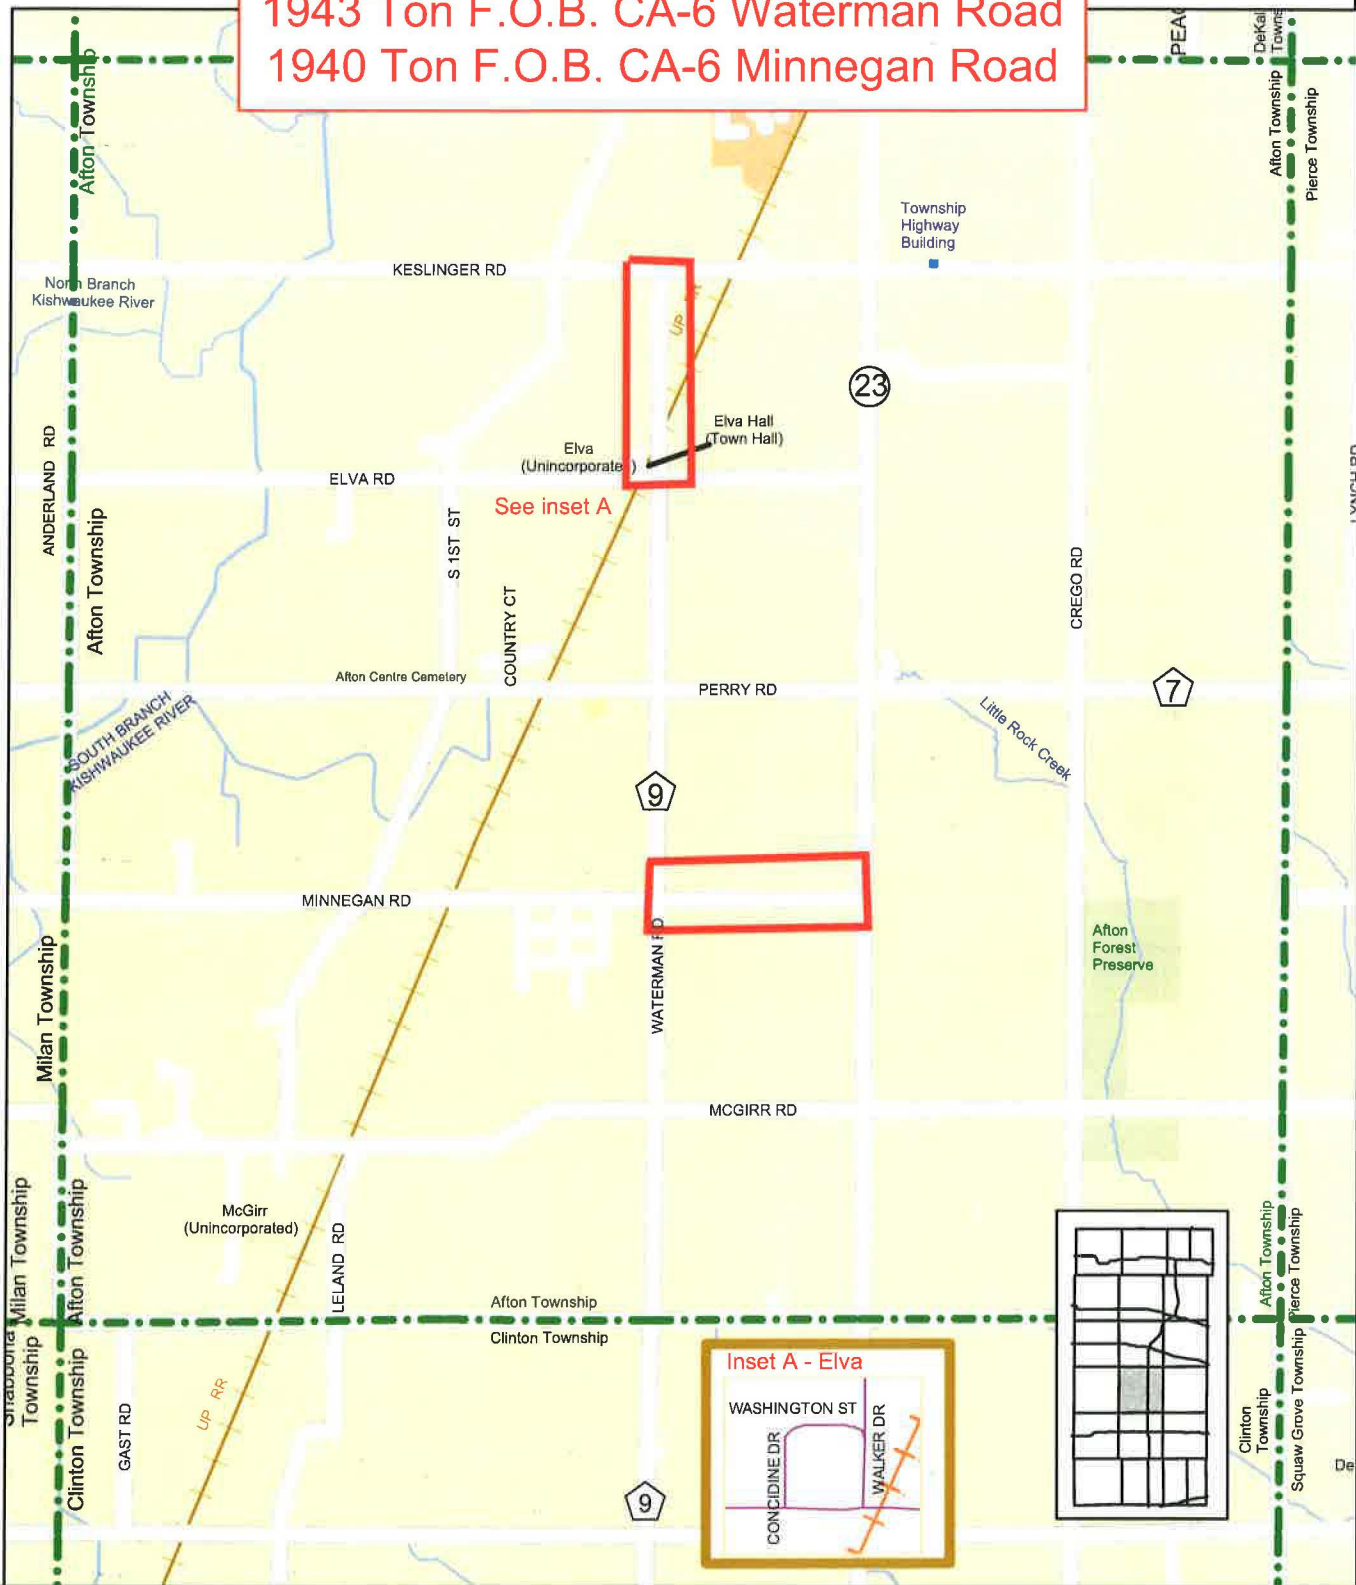 1943 Ton F.O.B. CA-6 Waterman Road
1940 Ton F.O.B. CA-6 Minnegan Road
Afton Township
Afton Township
Pierce Township
Township
Highway
Building
KESLINGER RD
North Branch
Kishwaukee River
UP
23
Elva Hall
(Town Hall)
Elva
(Unincorporate )
ELVA RD
See inset A
ANDERLAND RD
Afton Township
S 1ST ST
COUNTRY CT
CREGO RD
Afton Centre Cemetery
PERRY RD
7
SOUTH BRANCH
KISHWAUKEE RIVER
Little Rock Creek
9
MINNEGAN RD
WATERMAN RD
Afton
Forest
Preserve
Milan Township
MCGIRR RD
McGirr
(Unincorporated)
LELAND RD
Milan Township
Afton Township
Afton Township
Pierce Township
Afton Township
Clinton Township
Township
Clinton Township
GAST RD
UP RR
9
Inset A - Elva
WASHINGTON ST
CONCIDINE DR
WALKER DR
Clinton
Township
Squaw Grove Township
De